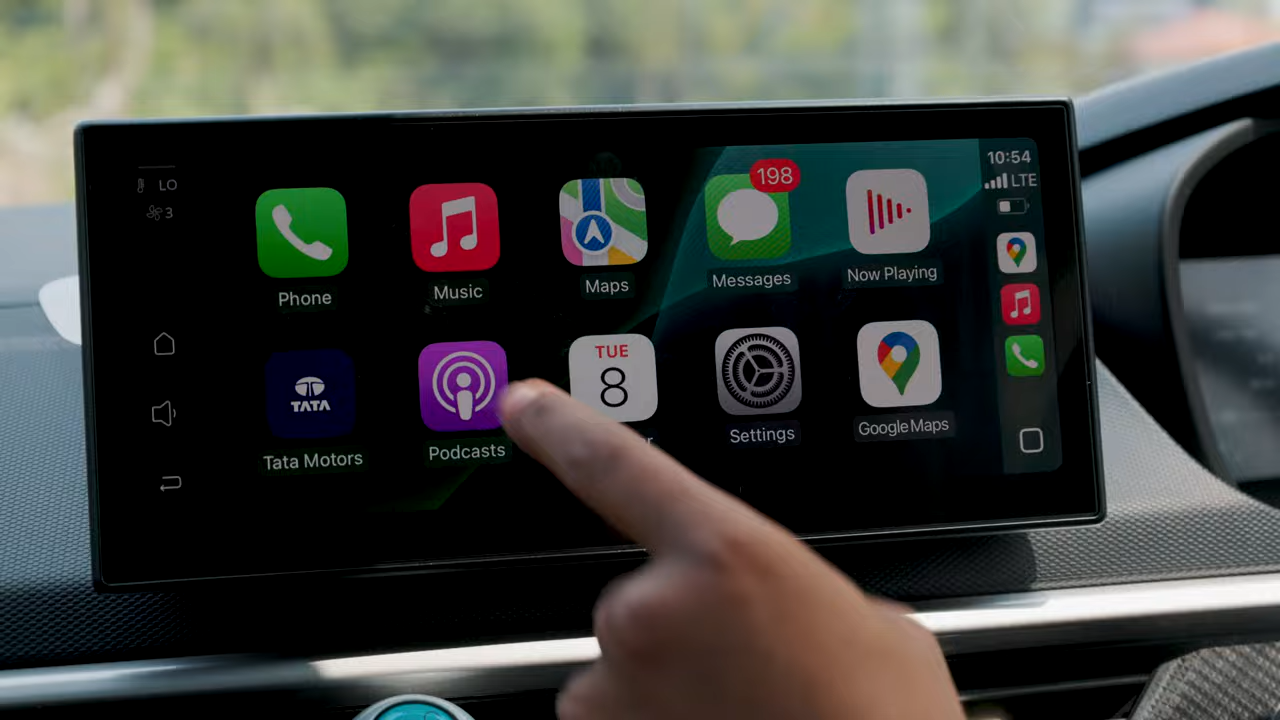 LO
3
Phone
Music
Maps
198
Messages
Now Playing
TATA
Tata Motors
Podcasts
TUE
8
Settings
Google Maps
10:54
LTE